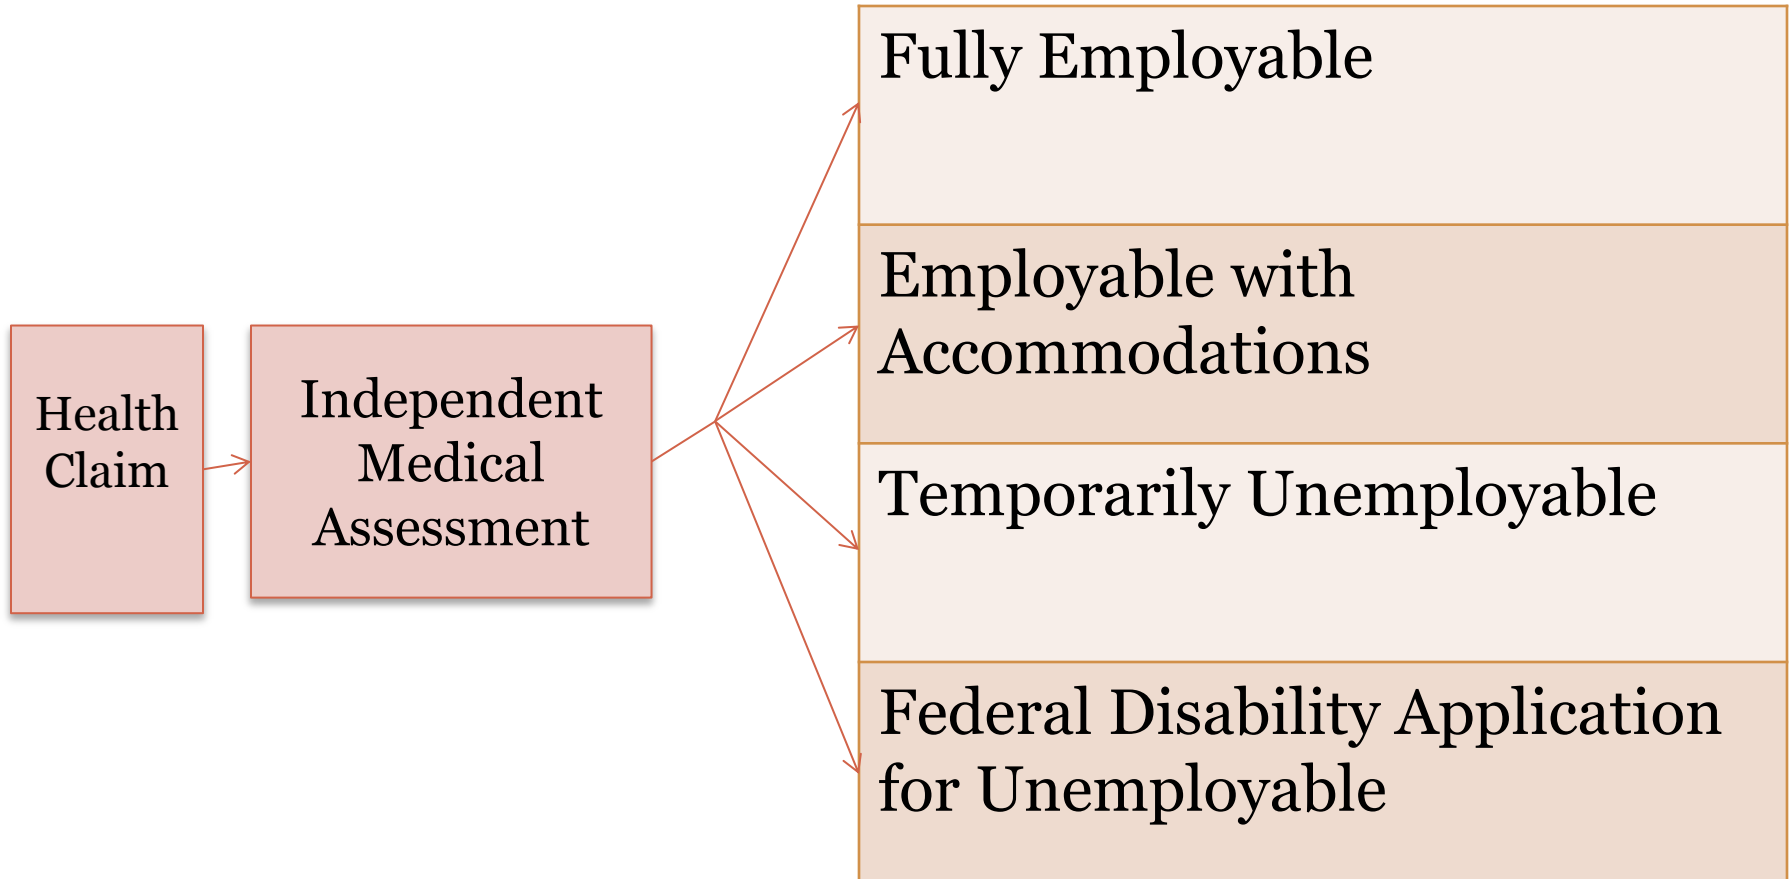 Health
Claim
Independent
Medical
Assessment
Fully Employable
Employable with
Accommodations
Temporarily Unemployable
Federal Disability Application
for Unemployable